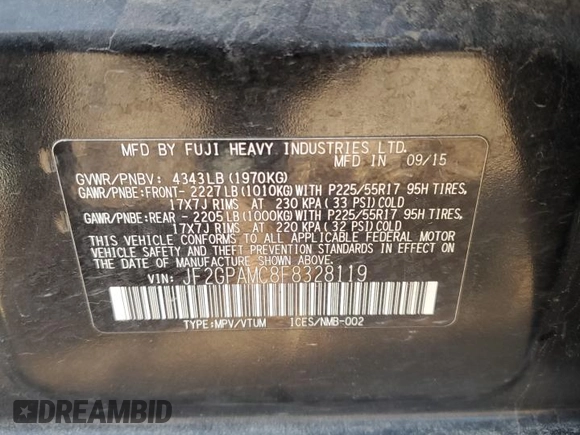 MFD BY FUJI HEAVY INDUSTRIES LTD.
MFD IN 09/15
GVWR/PNBV: 4343LB (1970KG)
GAWR/PNBE:FRONT- 2227LB(1010KG)WITH P225/55R17 95H TIRES,
17X7J RIMS AT 230 KPA( 33 PSI)COLD
GAWR/PNBE:REAR - 2205LB(1000KG)WITH P225/55R17 95H TIRES,
17X7J RIMS AT 220 KPA( 32 PSI)COLD
THIS VEHICLE CONFORMS TO ALL APPLICABLE FEDERAL MOTOR
VEHICLE SAFETY AND THEFT PREVENTION STANDARDS IN EFFECT
ON THE DATE OF MANUFACTURE SHOWN ABOVE.
VIN: JF2GPAMC8F8328119
TYPE:MPV/VTUM ICES/NMB-002
DREAMBID